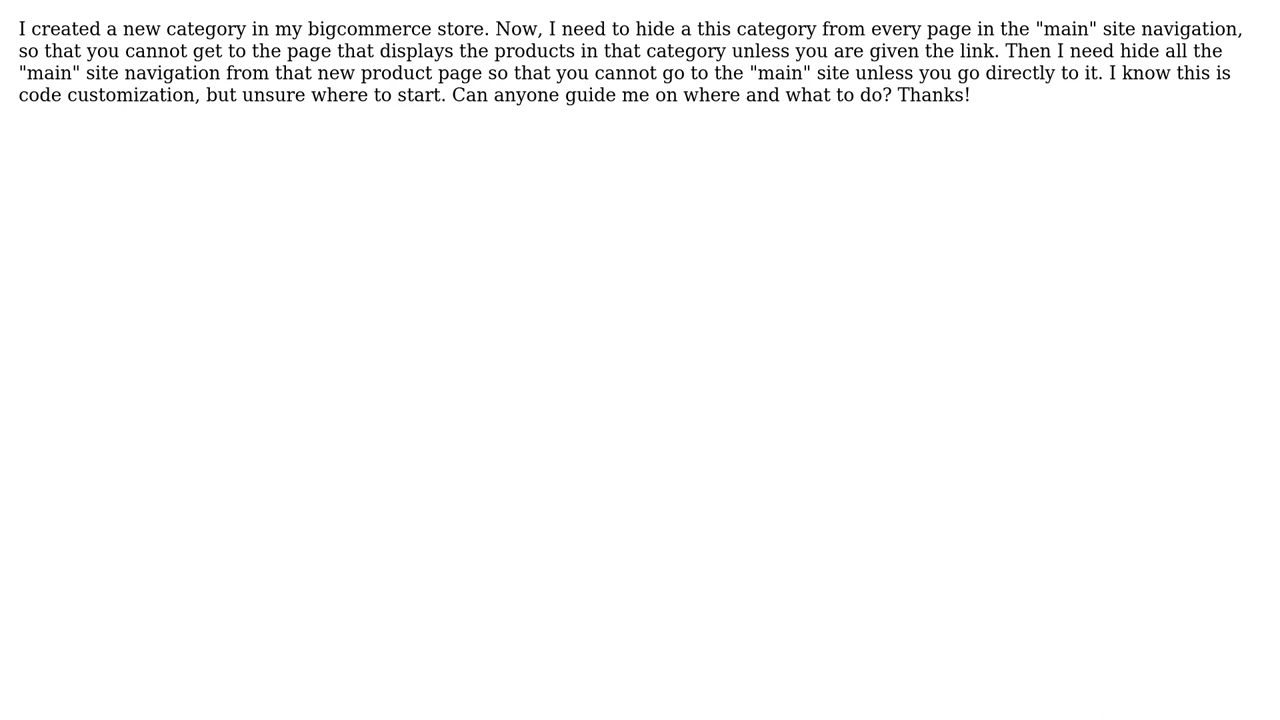 I created a new category in my bigcommerce store. Now, I need to hide a this category from every page in the "main" site navigation,
so that you cannot get to the page that displays the products in that category unless you are given the link. Then I need hide all the
"main" site navigation from that new product page so that you cannot go to the "main" site unless you go directly to it. I know this is
code customization, but unsure where to start. Can anyone guide me on where and what to do? Thanks!